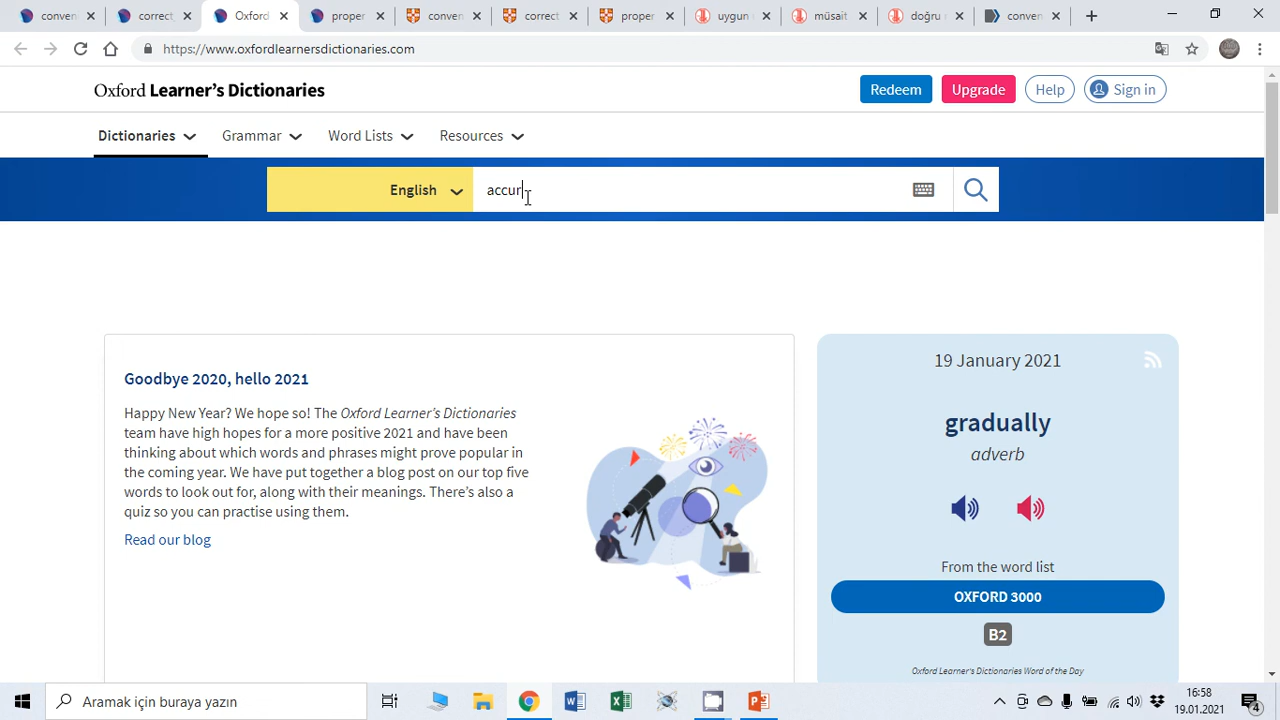 conven
correct
Oxford
proper
conven
correct
proper
uygun
müsait
doğru
conver
https://www.oxfordlearnersdictionaries.com
Oxford Learner's Dictionaries
Redeem
Upgrade
Help
Sign in
Dictionaries
Grammar
Word Lists
Resources
English
accur
Goodbye 2020, hello 2021
Happy New Year? We hope so! The Oxford Learner's Dictionaries
team have high hopes for a more positive 2021 and have been
thinking about which words and phrases might prove popular in
the coming year. We have put together a blog post on our top five
words to look out for, along with their meanings. There's also a
quiz so you can practise using them.
Read our blog
19 January 2021
gradually
adverb
From the word list
OXFORD 3000
B2
Oxford Learner's Dictionaries Word of the Day
Aramak için buraya yazın
16:58
19.01.2021
4